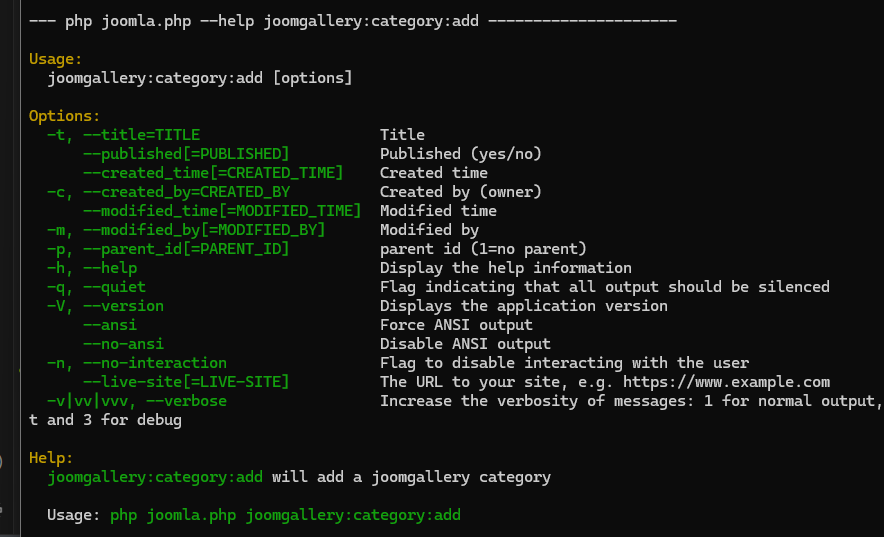 --- php joomla.php --help joomgallery:category:add ---------------------
Usage:
joomgallery:category:add [options]
Options:
-t, --title=TITLE Title
--published[=PUBLISHED] Published (yes/no)
--created_time[=CREATED_TIME] Created time
-c, --created_by=CREATED_BY Created by (owner)
--modified_time[=MODIFIED_TIME] Modified time
-m, --modified_by[=MODIFIED_BY] Modified by
-p, --parent_id[=PARENT_ID] parent id (1=no parent)
-h, --help Display the help information
-q, --quiet Flag indicating that all output should be silenced
-V, --version Displays the application version
--ansi Force ANSI output
--no-ansi Disable ANSI output
-n, --no-interaction Flag to disable interacting with the user
--live-site[=LIVE-SITE] The URL to your site, e.g. https://www.example.com
-v|vv|vvv, --verbose Increase the verbosity of messages: 1 for normal output,
t and 3 for debug
Help:
joomgallery:category:add will add a joomgallery category
Usage: php joomla.php joomgallery:category:add